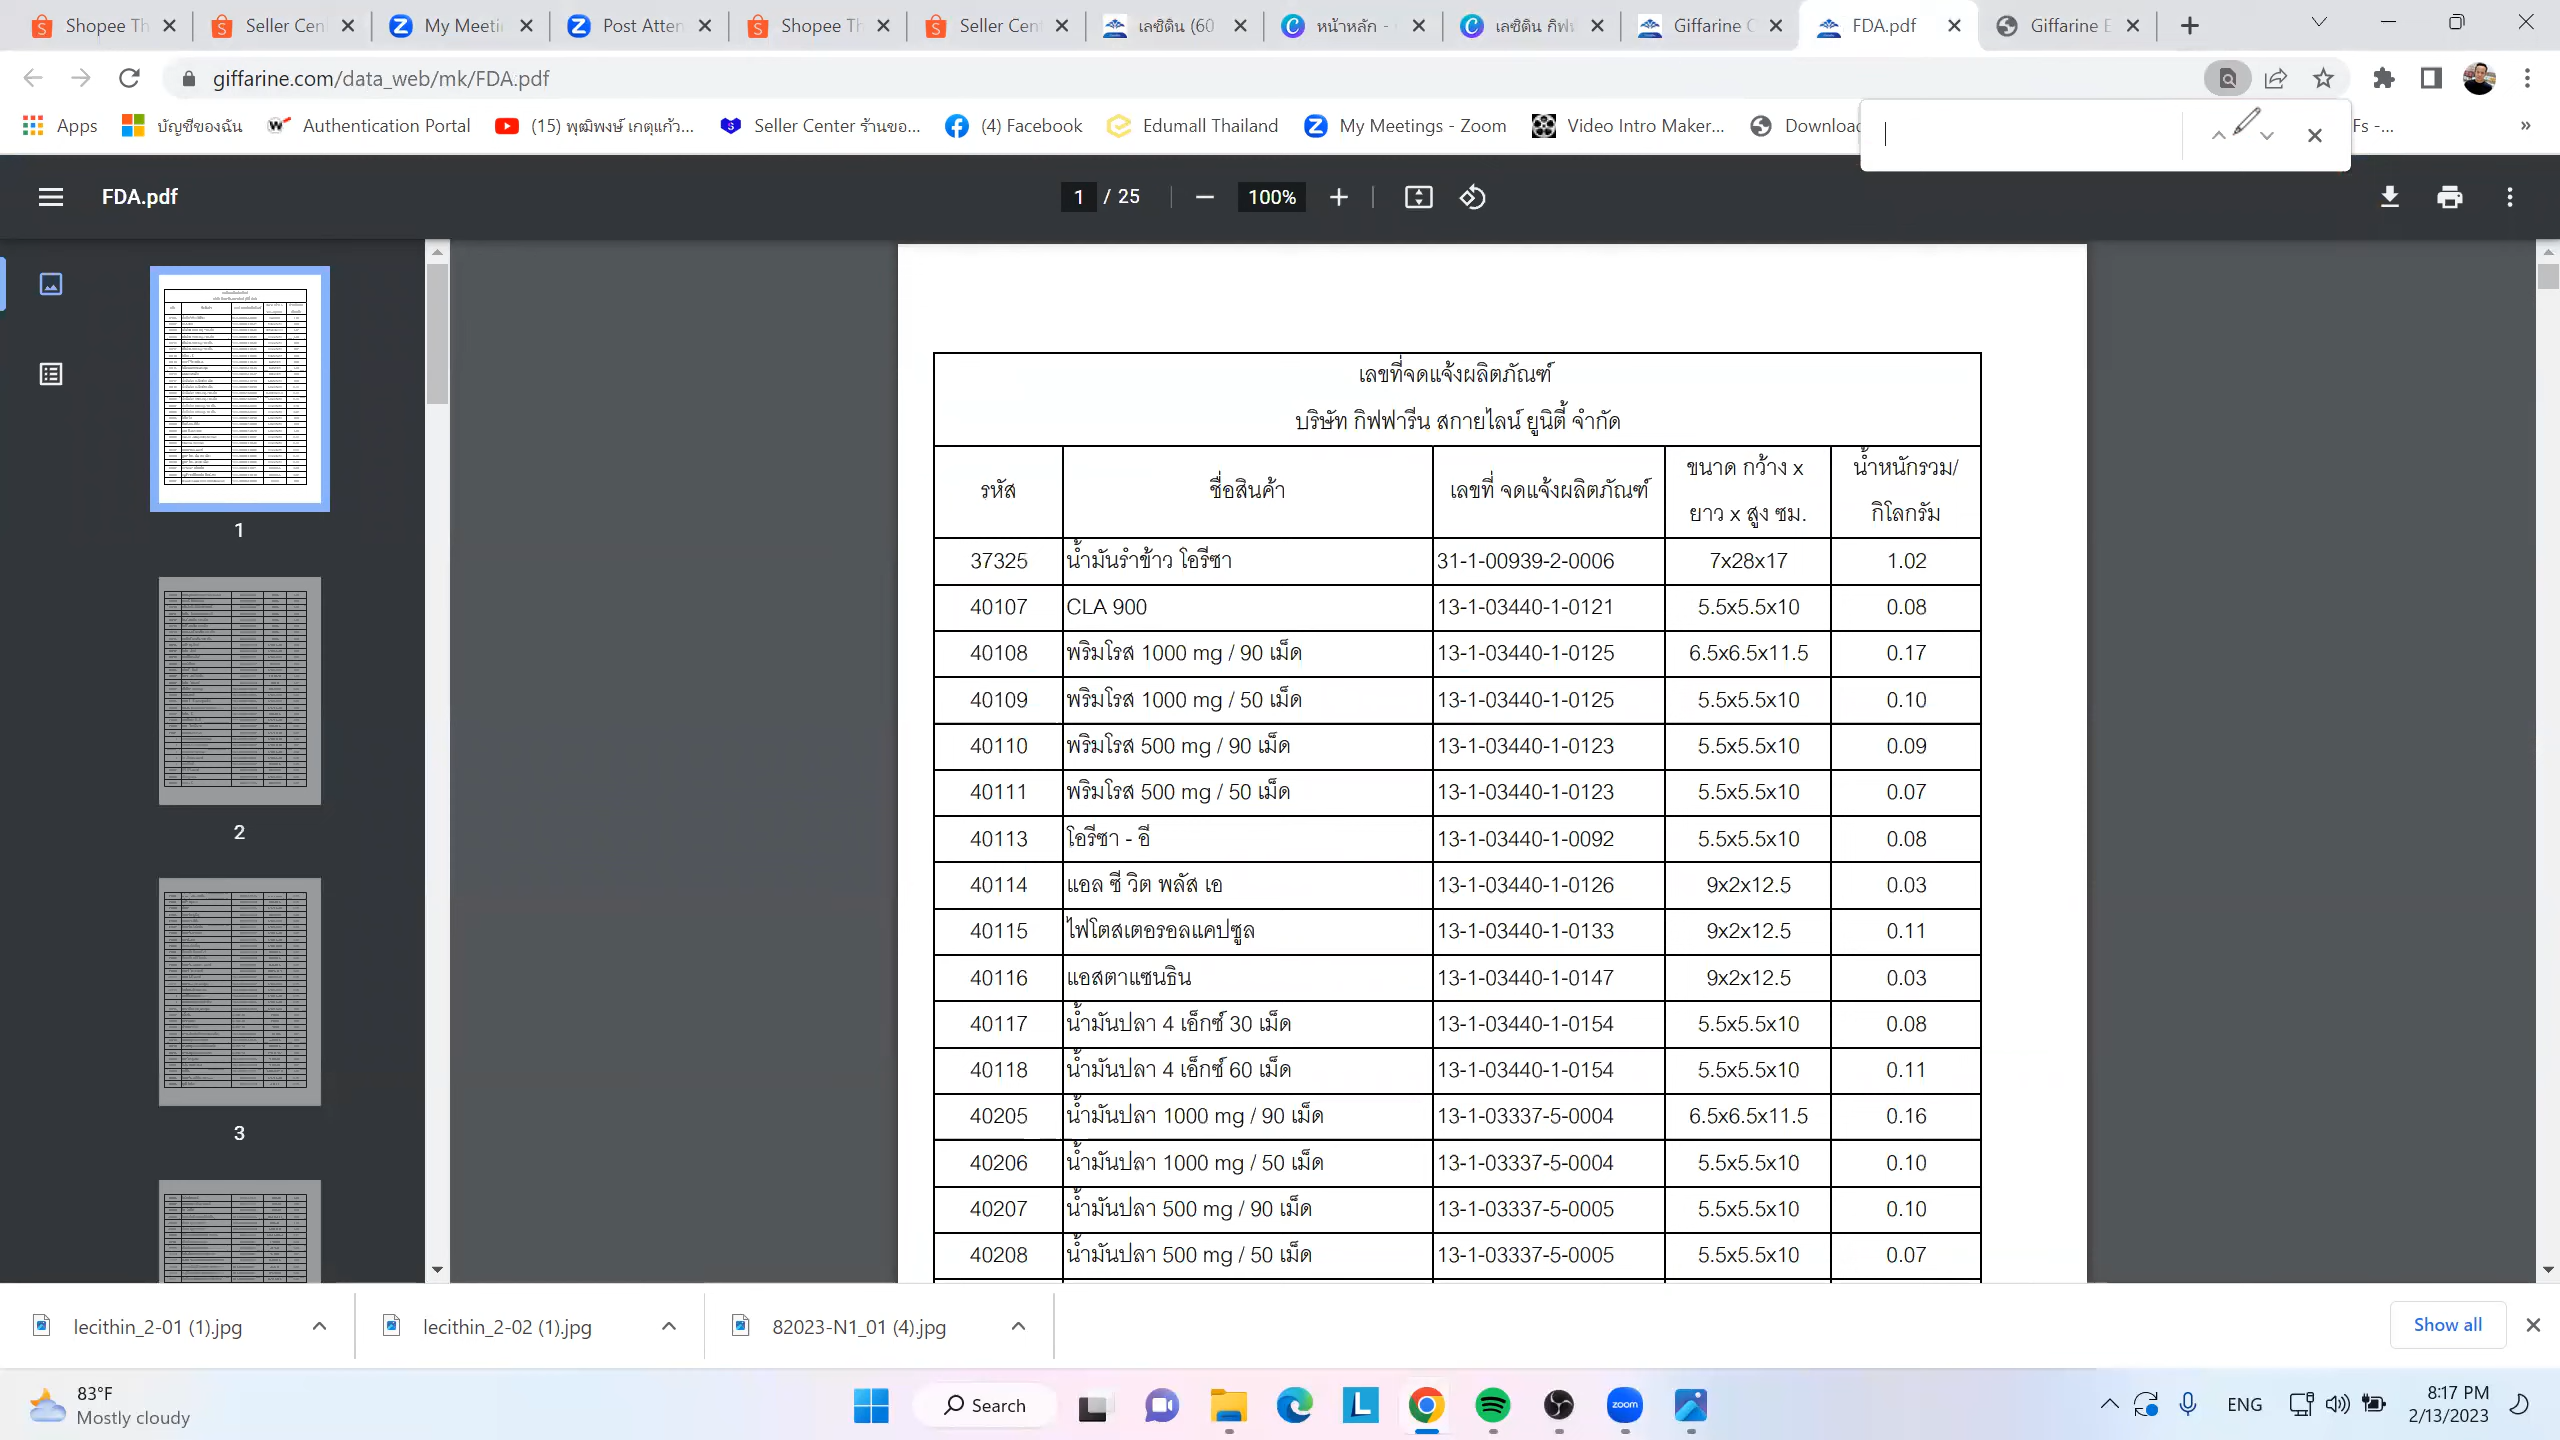 Shopee Th
Seller Cen
My Meeti
Post Atten
Shopee Th
Seller Cen
เลซิติน (60
หน้าหลัก -
เลซิติน กิฟ
Giffarine C
FDA.pdf
Giffarine E
giffarine.com/data_web/mk/FDA.pdf
Apps
บัญชีของฉัน
Authentication Portal
(15) พุฒิพงษ์ เกตุแก้ว...
Seller Center ร้านขอ...
(4) Facebook
Edumall Thailand
My Meetings - Zoom
Video Intro Maker...
Downloa
Fs -...
»
FDA.pdf
1 / 25
100%
1
2
3
เลขที่จดแจ้งผลิตภัณฑ์
บริษัท กิฟฟารีน สกายไลน์ ยูนิตี้ จำกัด
รหัส ชื่อสินค้า เลขที่ จดแจ้งผลิตภัณฑ์ ขนาด กว้าง x ยาว x สูง ซม. น้ำหนักรวม/ กิโลกรัม
37325 น้ำมันรำข้าว โอรีซา 31-1-00939-2-0006 7x28x17 1.02
40107 CLA 900 13-1-03440-1-0121 5.5x5.5x10 0.08
40108 พริมโรส 1000 mg / 90 เม็ด 13-1-03440-1-0125 6.5x6.5x11.5 0.17
40109 พริมโรส 1000 mg / 50 เม็ด 13-1-03440-1-0125 5.5x5.5x10 0.10
40110 พริมโรส 500 mg / 90 เม็ด 13-1-03440-1-0123 5.5x5.5x10 0.09
40111 พริมโรส 500 mg / 50 เม็ด 13-1-03440-1-0123 5.5x5.5x10 0.07
40113 โอรีซา - อี 13-1-03440-1-0092 5.5x5.5x10 0.08
40114 แอล ซี วิต พลัส เอ 13-1-03440-1-0126 9x2x12.5 0.03
40115 ไฟโตสเตอรอลแคปซูล 13-1-03440-1-0133 9x2x12.5 0.11
40116 แอสตาแซนธิน 13-1-03440-1-0147 9x2x12.5 0.03
40117 น้ำมันปลา 4 เอ็กซ์ 30 เม็ด 13-1-03440-1-0154 5.5x5.5x10 0.08
40118 น้ำมันปลา 4 เอ็กซ์ 60 เม็ด 13-1-03440-1-0154 5.5x5.5x10 0.11
40205 น้ำมันปลา 1000 mg / 90 เม็ด 13-1-03337-5-0004 6.5x6.5x11.5 0.16
40206 น้ำมันปลา 1000 mg / 50 เม็ด 13-1-03337-5-0004 5.5x5.5x10 0.10
40207 น้ำมันปลา 500 mg / 90 เม็ด 13-1-03337-5-0005 5.5x5.5x10 0.10
40208 น้ำมันปลา 500 mg / 50 เม็ด 13-1-03337-5-0005 5.5x5.5x10 0.07
lecithin_2-01 (1).jpg
lecithin_2-02 (1).jpg
82023-N1_01 (4).jpg
Show all
83°F
Mostly cloudy
Search
L
zoom
ENG
8:17 PM
2/13/2023